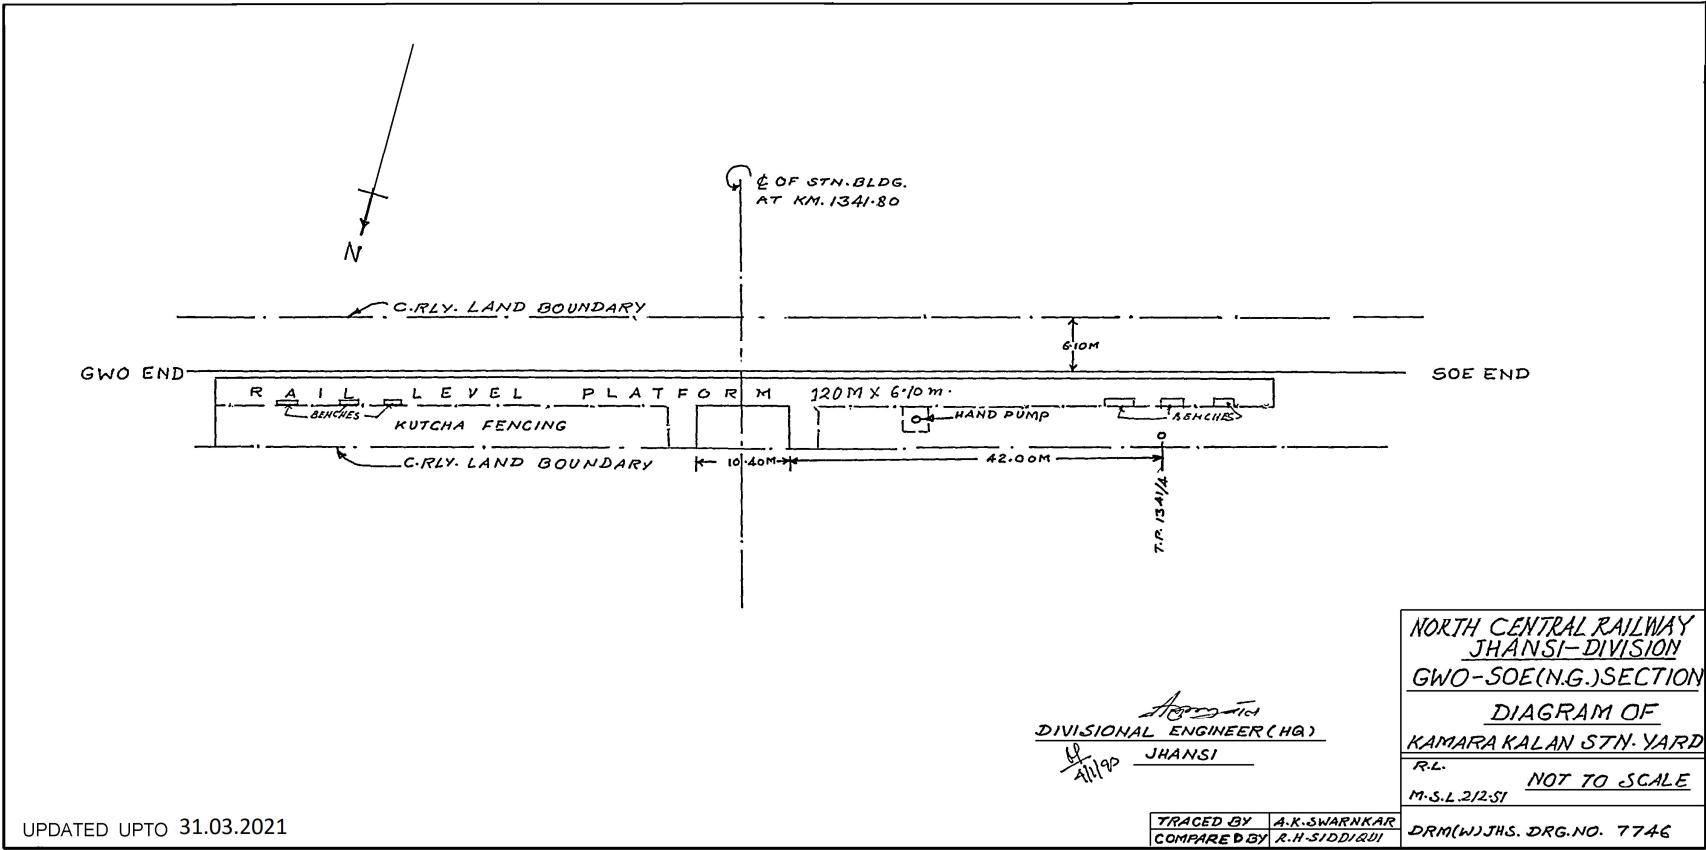 N
℄ OF STN. BLDG.
AT KM. 1341.80
C.RLY. LAND BOUNDARY
6.10M
GWO END
SOE END
RAIL LEVEL PLATFORM 120M X 6.10m.
BENCHES
HAND PUMP
BENCHES
KUTCHA FENCING
C.RLY. LAND BOUNDARY
10.40M
42.00M
T.P. 1341/4
DIVISIONAL ENGINEER (HQ)
JHANSI
4/1/90
NORTH CENTRAL RAILWAY
JHANSI-DIVISION
GWO-SOE(N.G.)SECTION
DIAGRAM OF
KAMARA KALAN STN. YARD
R.L.
NOT TO SCALE
M.S.L. 212.51
DRM(W)JHS. DRG.NO. 7746
TRACED BY A.K.SWARNKAR
COMPARED BY R.H.SIDDIQUI
UPDATED UPTO 31.03.2021